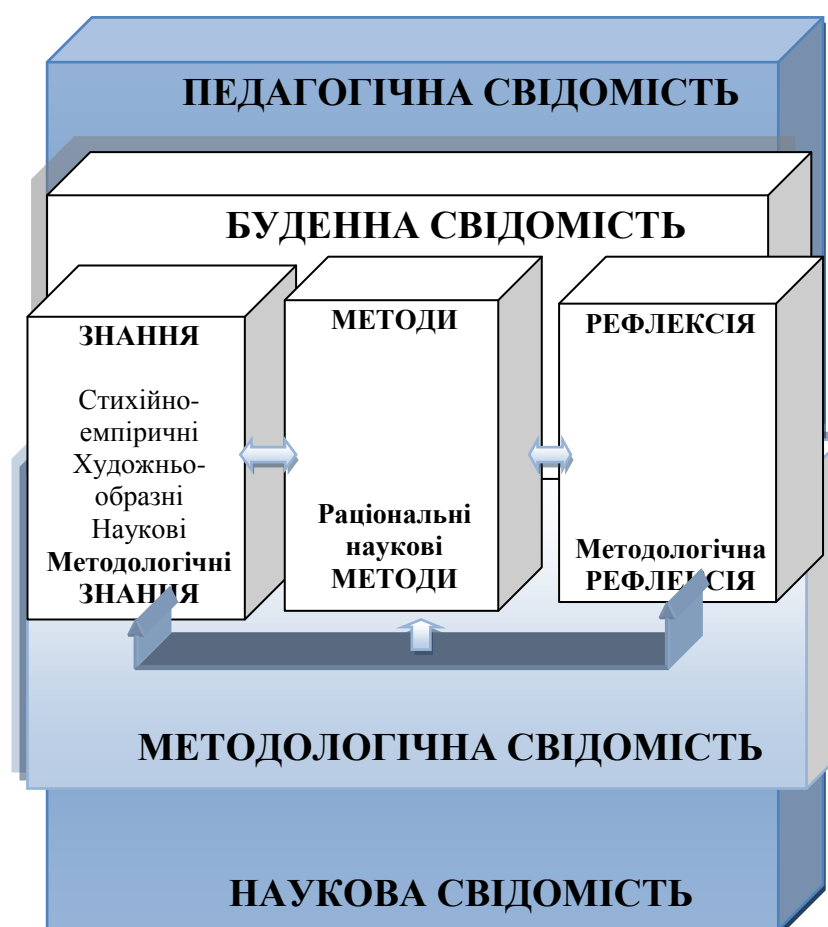 ПЕДАГОГІЧНА СВІДОМІСТЬ
БУДЕННА СВІДОМІСТЬ
ЗНАННЯ
Стихійно-
емпіричні
Художньо-
образні
Наукові
Методологічні
ЗНАННЯ
МЕТОДИ
Раціональні
наукові
МЕТОДИ
РЕФЛЕКСІЯ
Методологічна
РЕФЛЕКСІЯ
МЕТОДОЛОГІЧНА СВІДОМІСТЬ
НАУКОВА СВІДОМІСТЬ